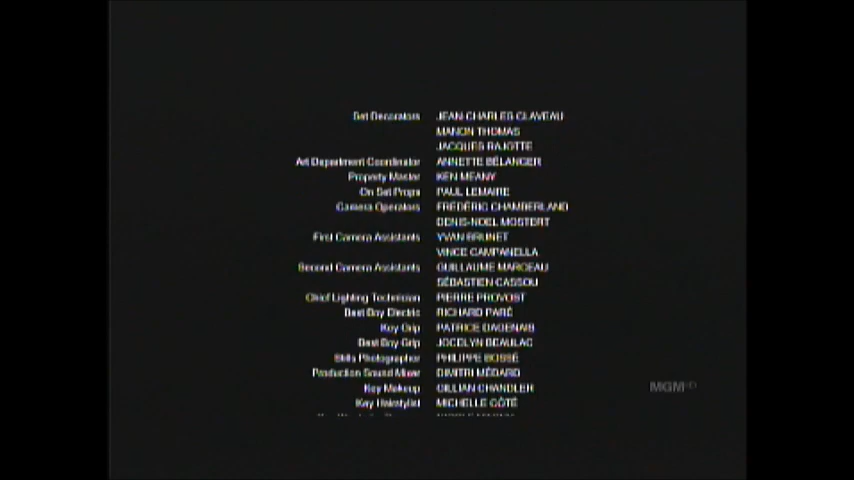 Set Decorators JEAN-CHARLES CLAVEAU
MANON THOMAS
JACQUES RAJOTTE
Art Department Coordinator ANNETTE BÉLANGER
Property Master KEN MEANY
On Set Props PAUL LEMAIRE
Camera Operators FRÉDÉRIC CHAMBERLAND
DENIS-NOEL MOSTERT
First Camera Assistants YVAN BRUNET
VINCE CAMPANELLA
Second Camera Assistants GUILLAUME MARCEAU
SÉBASTIEN CASSOU
Chief Lighting Technician PIERRE PROVOST
Best Boy Electric RICHARD PARÉ
Key Grip PATRICE DAGENAIS
Best Boy Grip JOCELYN BEAULAC
Stills Photographer PHILIPPE BOSSÉ
Production Sound Mixer DIMITRI MÉDARD
Key Makeup GILLIAN CHANDLER
MGM HD
Key Hairstylist MICHELLE CÔTÉ